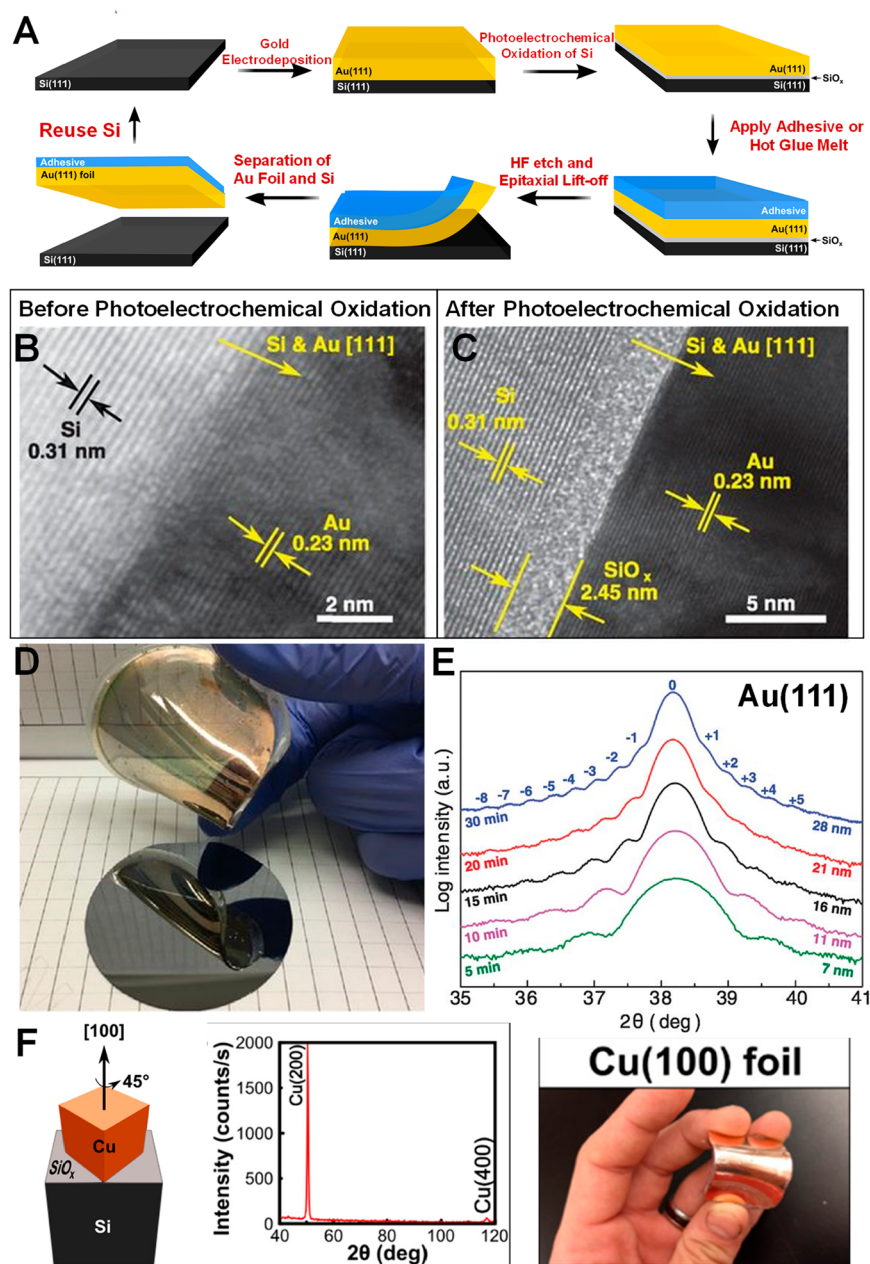 A
Gold
Electrodeposition
Photoelectrochemical
Oxidation of Si
Si(111)
Au(111)
Si(111)
Au(111)
Si(111)
SiOx
Reuse Si
Apply Adhesive or
Hot Glue Melt
Adhesive
Au(111) foil
Separation of
Au Foil and Si
HF etch and
Epitaxial Lift-off
Adhesive
Au(111)
Si(111)
Adhesive
Au(111)
Si(111)
SiOx
Si(111)
Before Photoelectrochemical Oxidation
After Photoelectrochemical Oxidation
B
Si & Au [111]
Si
0.31 nm
Au
0.23 nm
2 nm
C
Si & Au [111]
Si
0.31 nm
Au
0.23 nm
SiOx
2.45 nm
5 nm
D
E
Au(111)
Log intensity (a.u.)
0
-1
+1
-2
+2
-3
+3
-4
+4
-5
+5
-6
-7
-8
30 min
28 nm
20 min
21 nm
15 min
16 nm
10 min
11 nm
5 min
7 nm
35 36 37 38 39 40 41
2θ (deg)
F
[100]
45°
Cu
SiOx
Si
Intensity (counts/s)
2000
1500
1000
500
0
Cu(200)
Cu(400)
40 60 80 100 120
2θ (deg)
Cu(100) foil